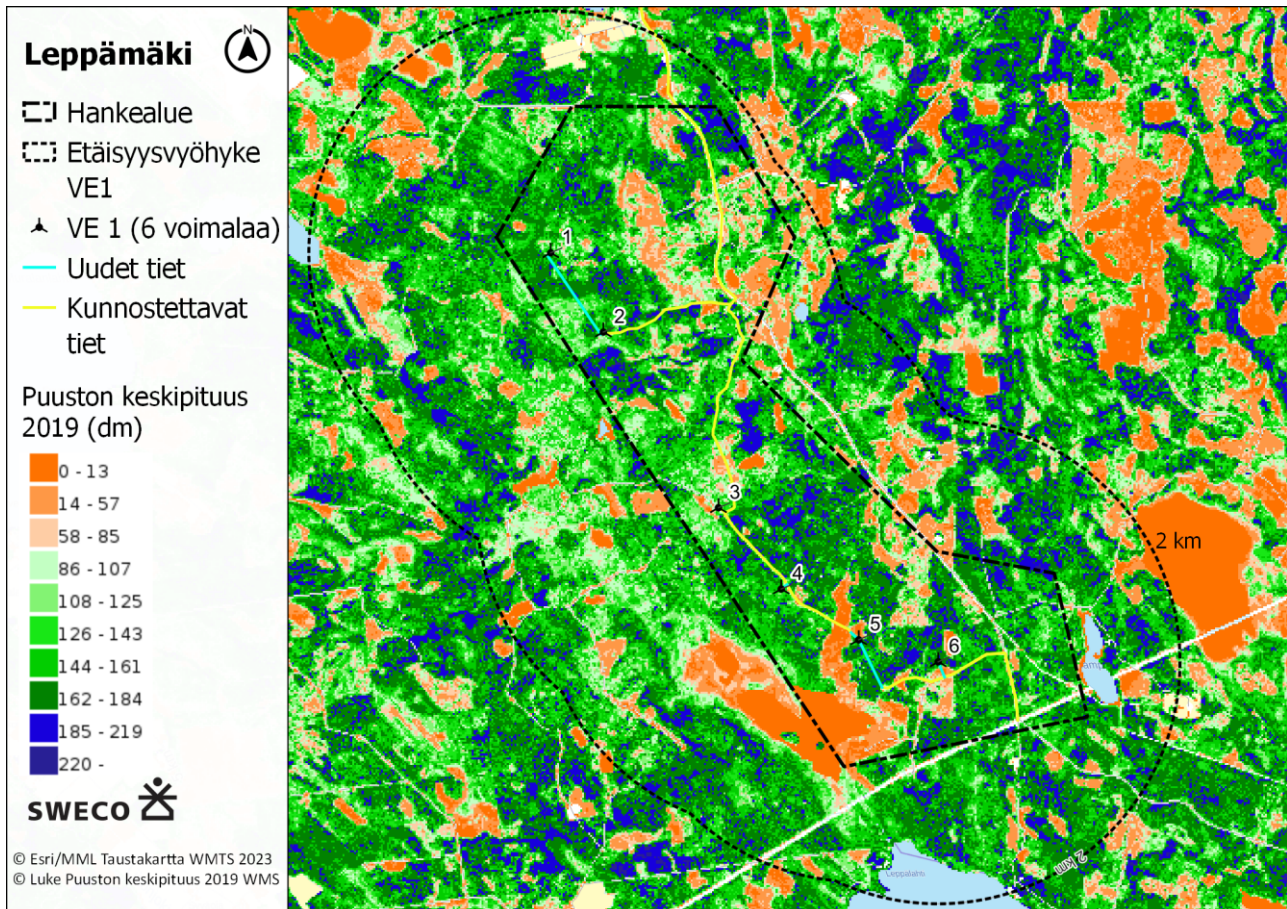 Leppämäki
N
Hankealue
Etäisyysvyöhyke
VE1
VE 1 (6 voimalaa)
Uudet tiet
Kunnostettavat
tiet
Puuston keskipituus
2019 (dm)
0 - 13
14 - 57
58 - 85
86 - 107
108 - 125
126 - 143
144 - 161
162 - 184
185 - 219
220 -
SWECO
© Esri/MML Taustakartta WMTS 2023
© Luke Puuston keskipituus 2019 WMS
1
2
3
2 km
4
5
6
2 km